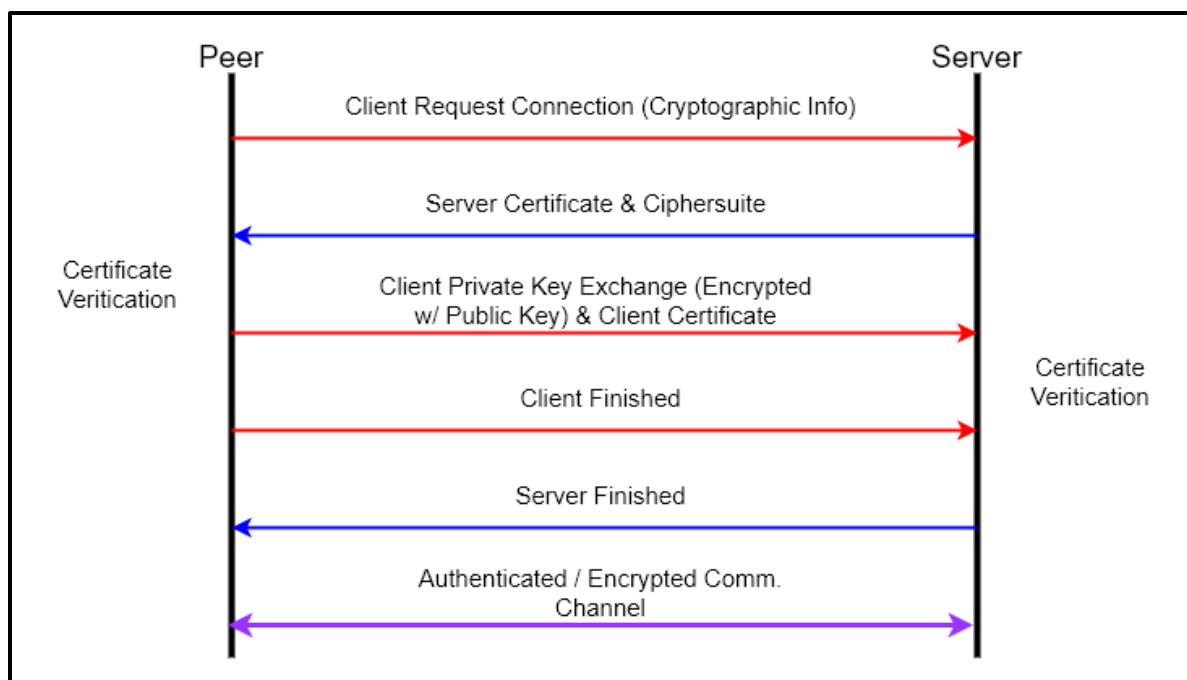 Peer
Server
Client Request Connection (Cryptographic Info)
Server Certificate & Ciphersuite
Certificate
Veritication
Client Private Key Exchange (Encrypted
w/ Public Key) & Client Certificate
Certificate
Veritication
Client Finished
Server Finished
Authenticated / Encrypted Comm.
Channel